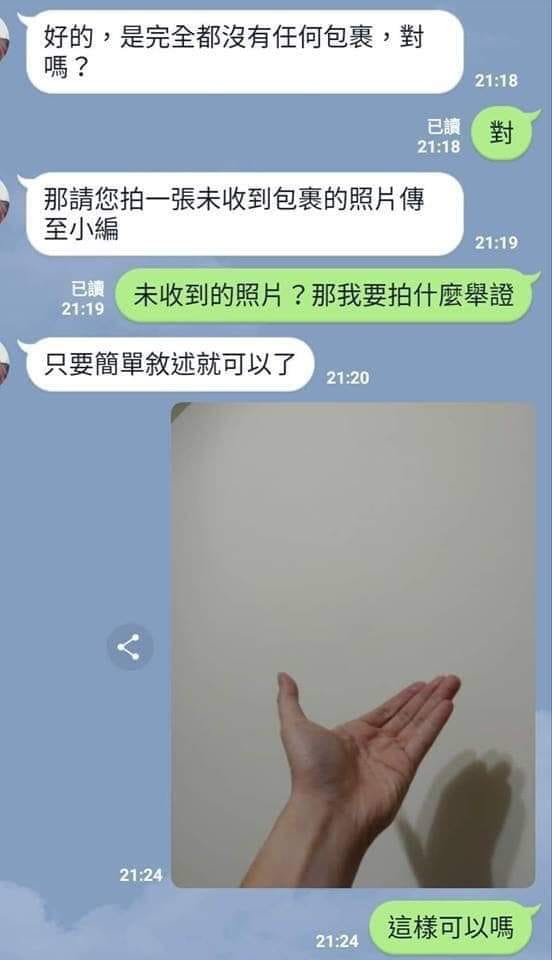 好的，是完全都沒有任何包裹，對
嗎？
21:18
已讀
21:18
對
那請您拍一張未收到包裹的照片傳
至小編
21:19
已讀
21:19
未收到的照片？那我要拍什麼舉證
只要簡單敘述就可以了
21:20
21:24
這樣可以嗎
21:24